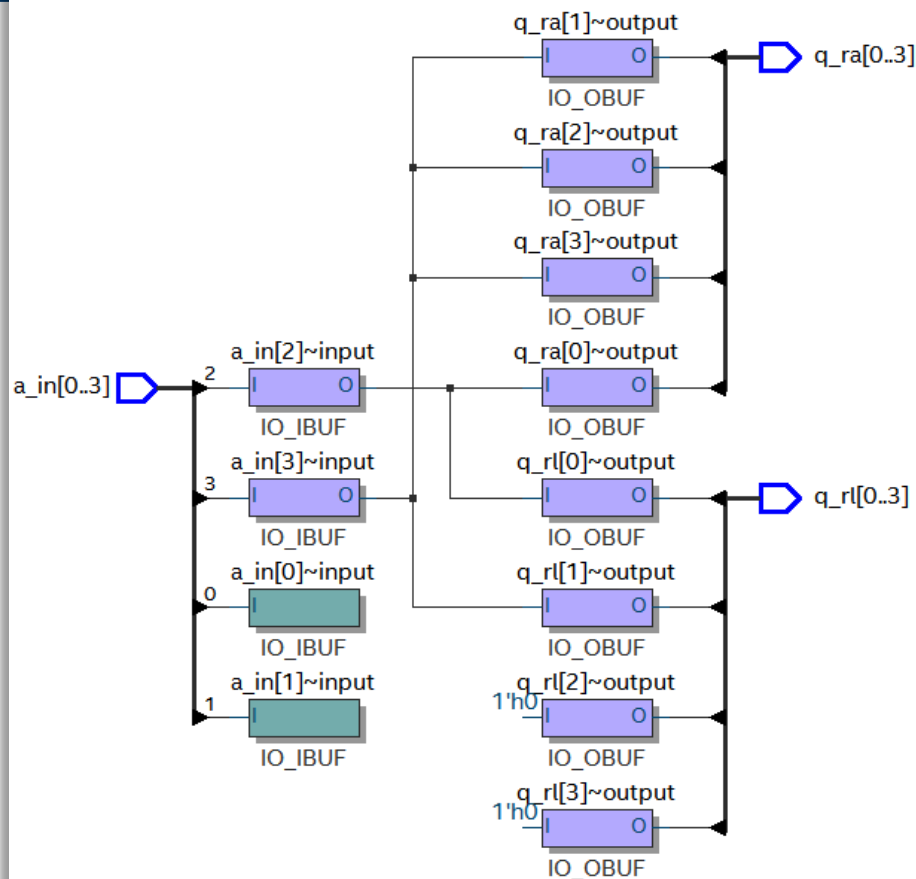 q_ra[1]~output
I O
IO_OBUF
q_ra[0..3]
q_ra[2]~output
I O
IO_OBUF
q_ra[3]~output
I O
IO_OBUF
a_in[0..3]
2
a_in[2]~input
I O
IO_IBUF
q_ra[0]~output
I O
IO_OBUF
3
a_in[3]~input
I O
IO_IBUF
q_rl[0]~output
I O
IO_OBUF
q_rl[0..3]
0
a_in[0]~input
I
IO_IBUF
q_rl[1]~output
I O
IO_OBUF
1
a_in[1]~input
I
IO_IBUF
q_rl[2]~output
1'h0
I O
IO_OBUF
q_rl[3]~output
1'h0
I O
IO_OBUF